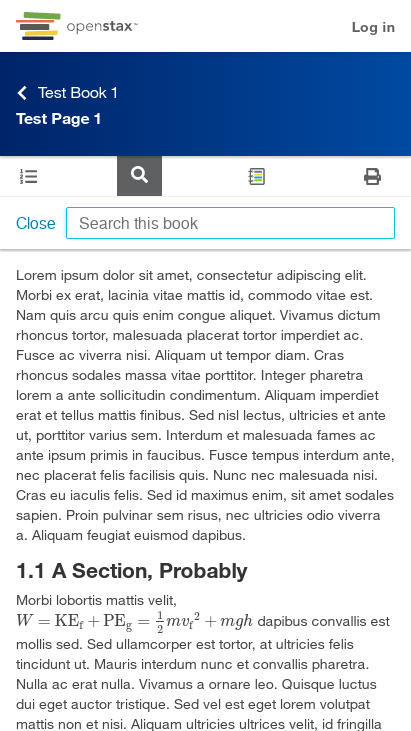 openstax™
Log in
Test Book 1
Test Page 1
Close
Search this book
Lorem ipsum dolor sit amet, consectetur adipiscing elit.
Morbi ex erat, lacinia vitae mattis id, commodo vitae est.
Nam quis arcu quis enim congue aliquet. Vivamus dictum
rhoncus tortor, malesuada placerat tortor imperdiet ac.
Fusce ac viverra nisi. Aliquam ut tempor diam. Cras
rhoncus sodales massa vitae porttitor. Integer pharetra
lorem a ante sollicitudin condimentum. Aliquam imperdiet
erat et tellus mattis finibus. Sed nisl lectus, ultricies et ante
ut, porttitor varius sem. Interdum et malesuada fames ac
ante ipsum primis in faucibus. Fusce tempus interdum ante,
nec placerat felis facilisis quis. Nunc nec malesuada nisi.
Cras eu iaculis felis. Sed id maximus enim, sit amet sodales
sapien. Proin pulvinar sem risus, nec ultricies odio viverra
a. Aliquam feugiat euismod dapibus.
1.1 A Section, Probably
Morbi lobortis mattis velit,
W = KE_f + PE_g = 1/2 mv_f² + mgh dapibus convallis est
mollis sed. Sed ullamcorper est tortor, at ultricies felis
tincidunt ut. Mauris interdum nunc et convallis pharetra.
Nulla ac erat nulla. Vivamus a ornare leo. Quisque luctus
dui eget auctor tristique. Sed vel est eget lorem volutpat
mattis non et nisi. Aliquam ultricies ultrices velit, id fringilla